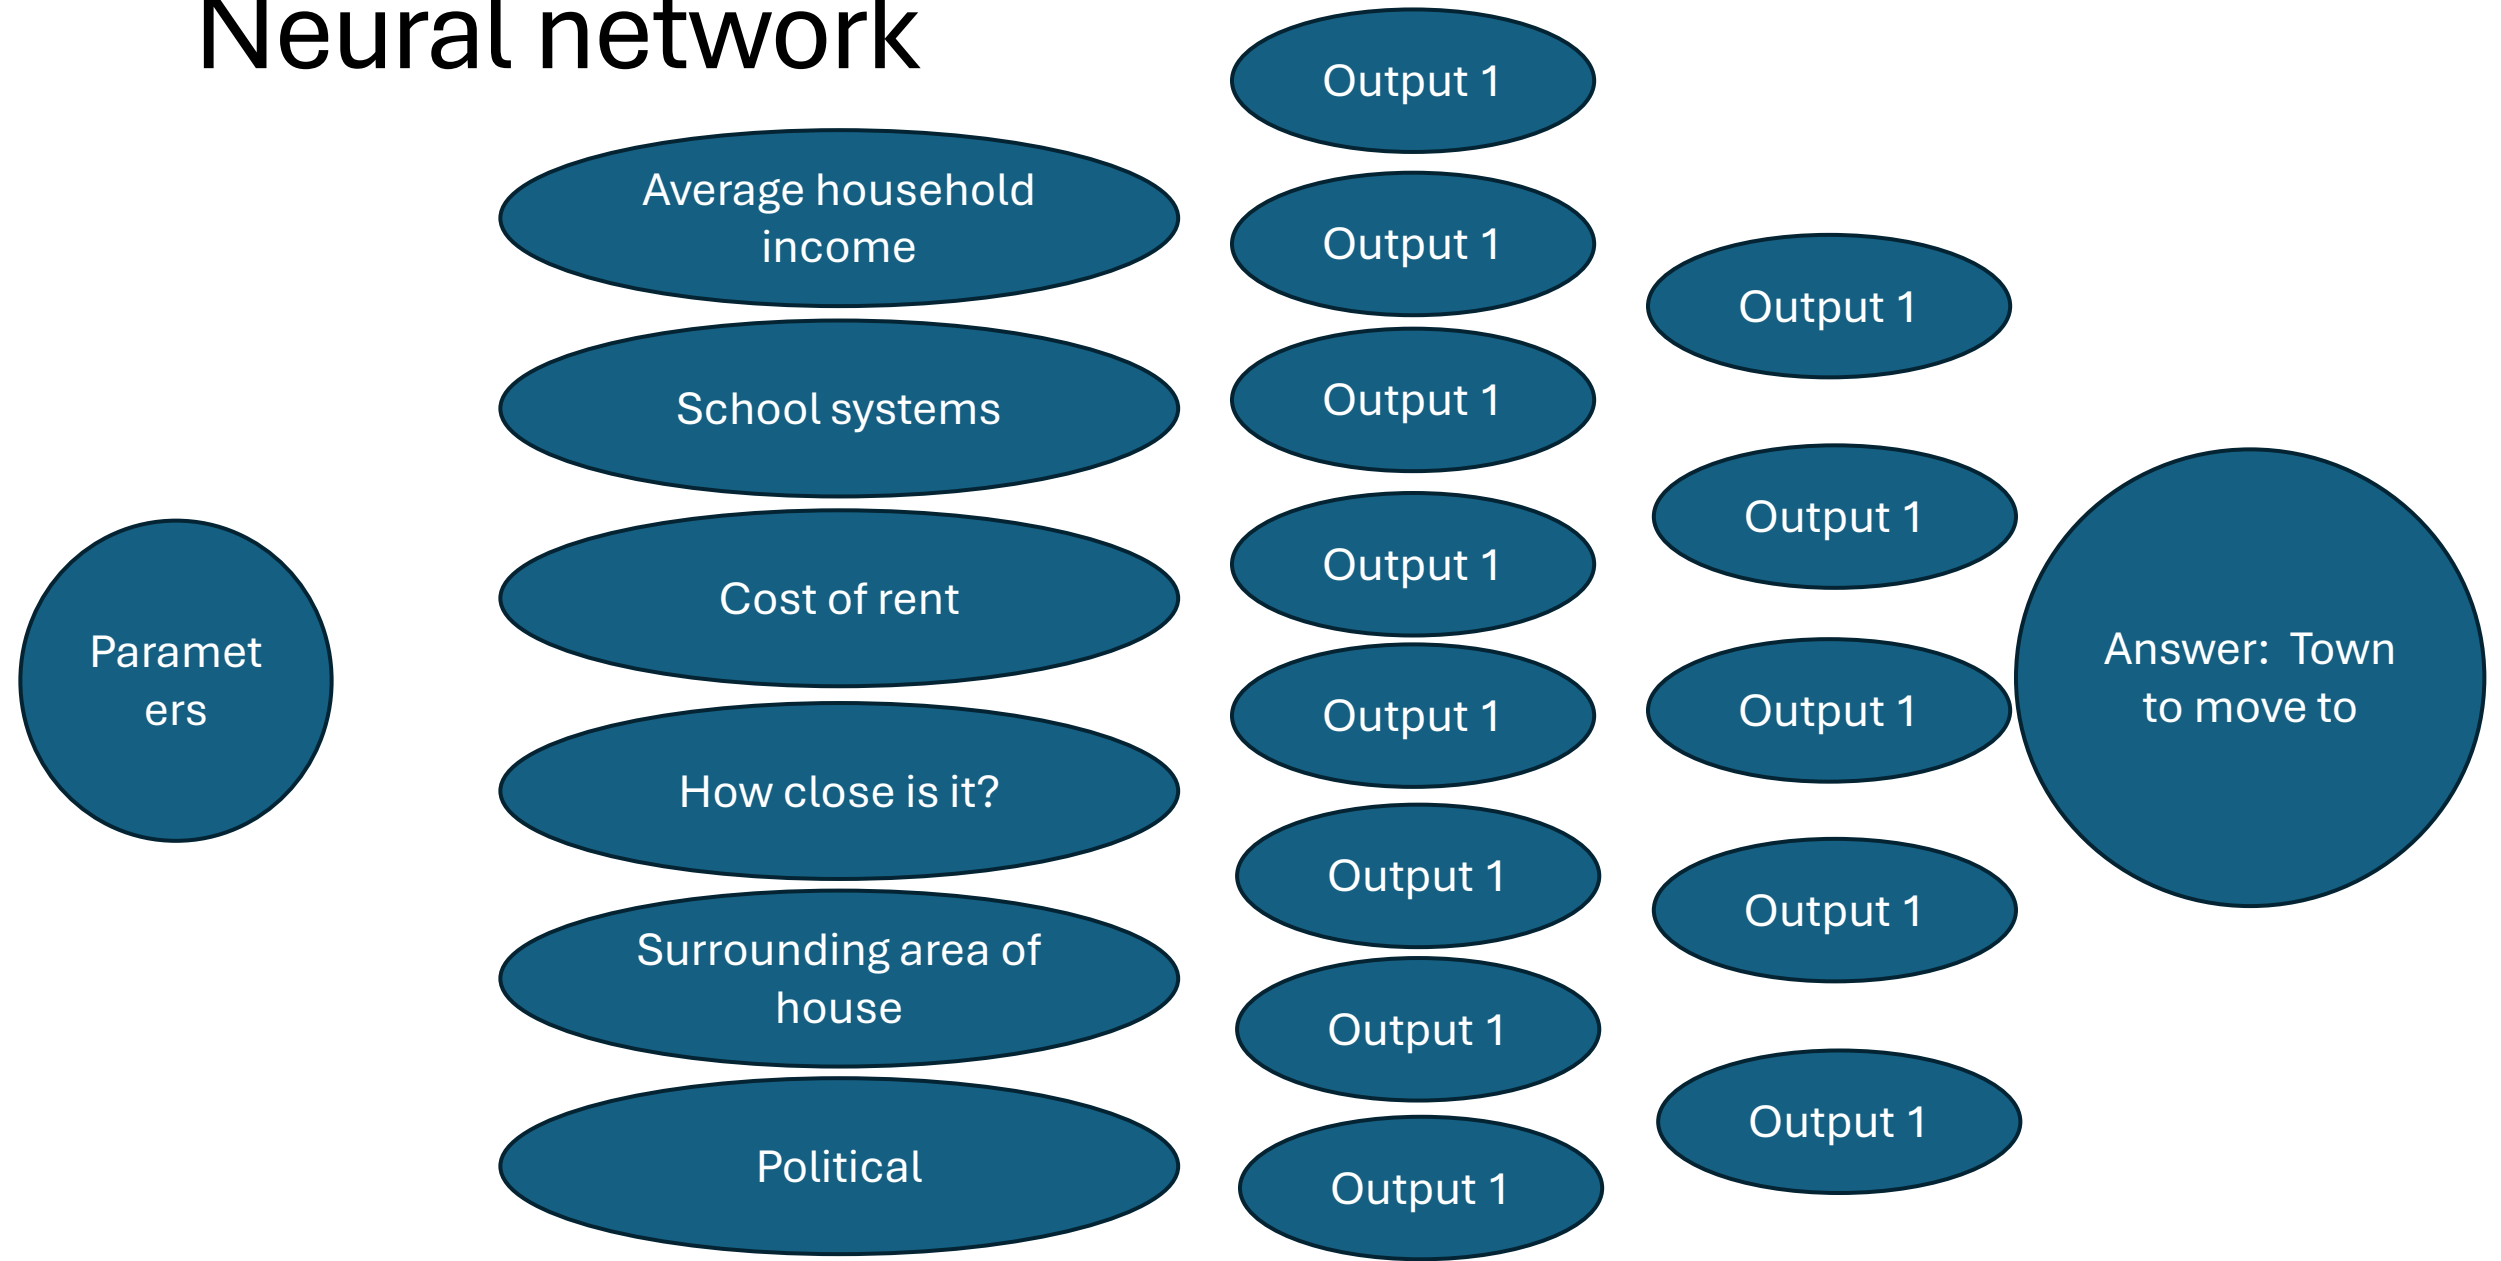 Neural network
Paramet
ers
Average household
income
School systems
Cost of rent
How close is it?
Surrounding area of
house
Political
Output 1
Output 1
Output 1
Output 1
Output 1
Output 1
Output 1
Output 1
Output 1
Output 1
Output 1
Output 1
Output 1
Answer:  Town
to move to